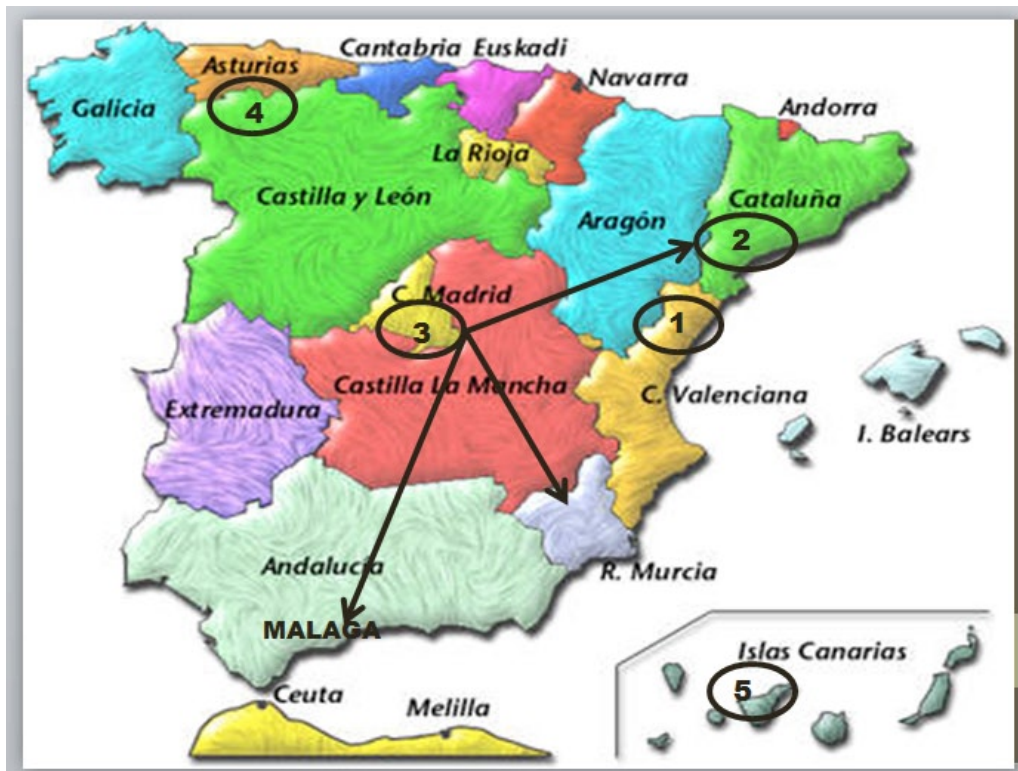 Cantabria Euskadi
Asturias
Navarra
Galicia
4
Andorra
La Rioja
Castilla y León
Cataluña
Aragón
2
C. Madrid
3
1
Castilla La Mancha
C. Valenciana
Extremadura
I. Balears
Andalucía
R. Murcia
MALAGA
Islas Canarias
5
Ceuta
Melilla